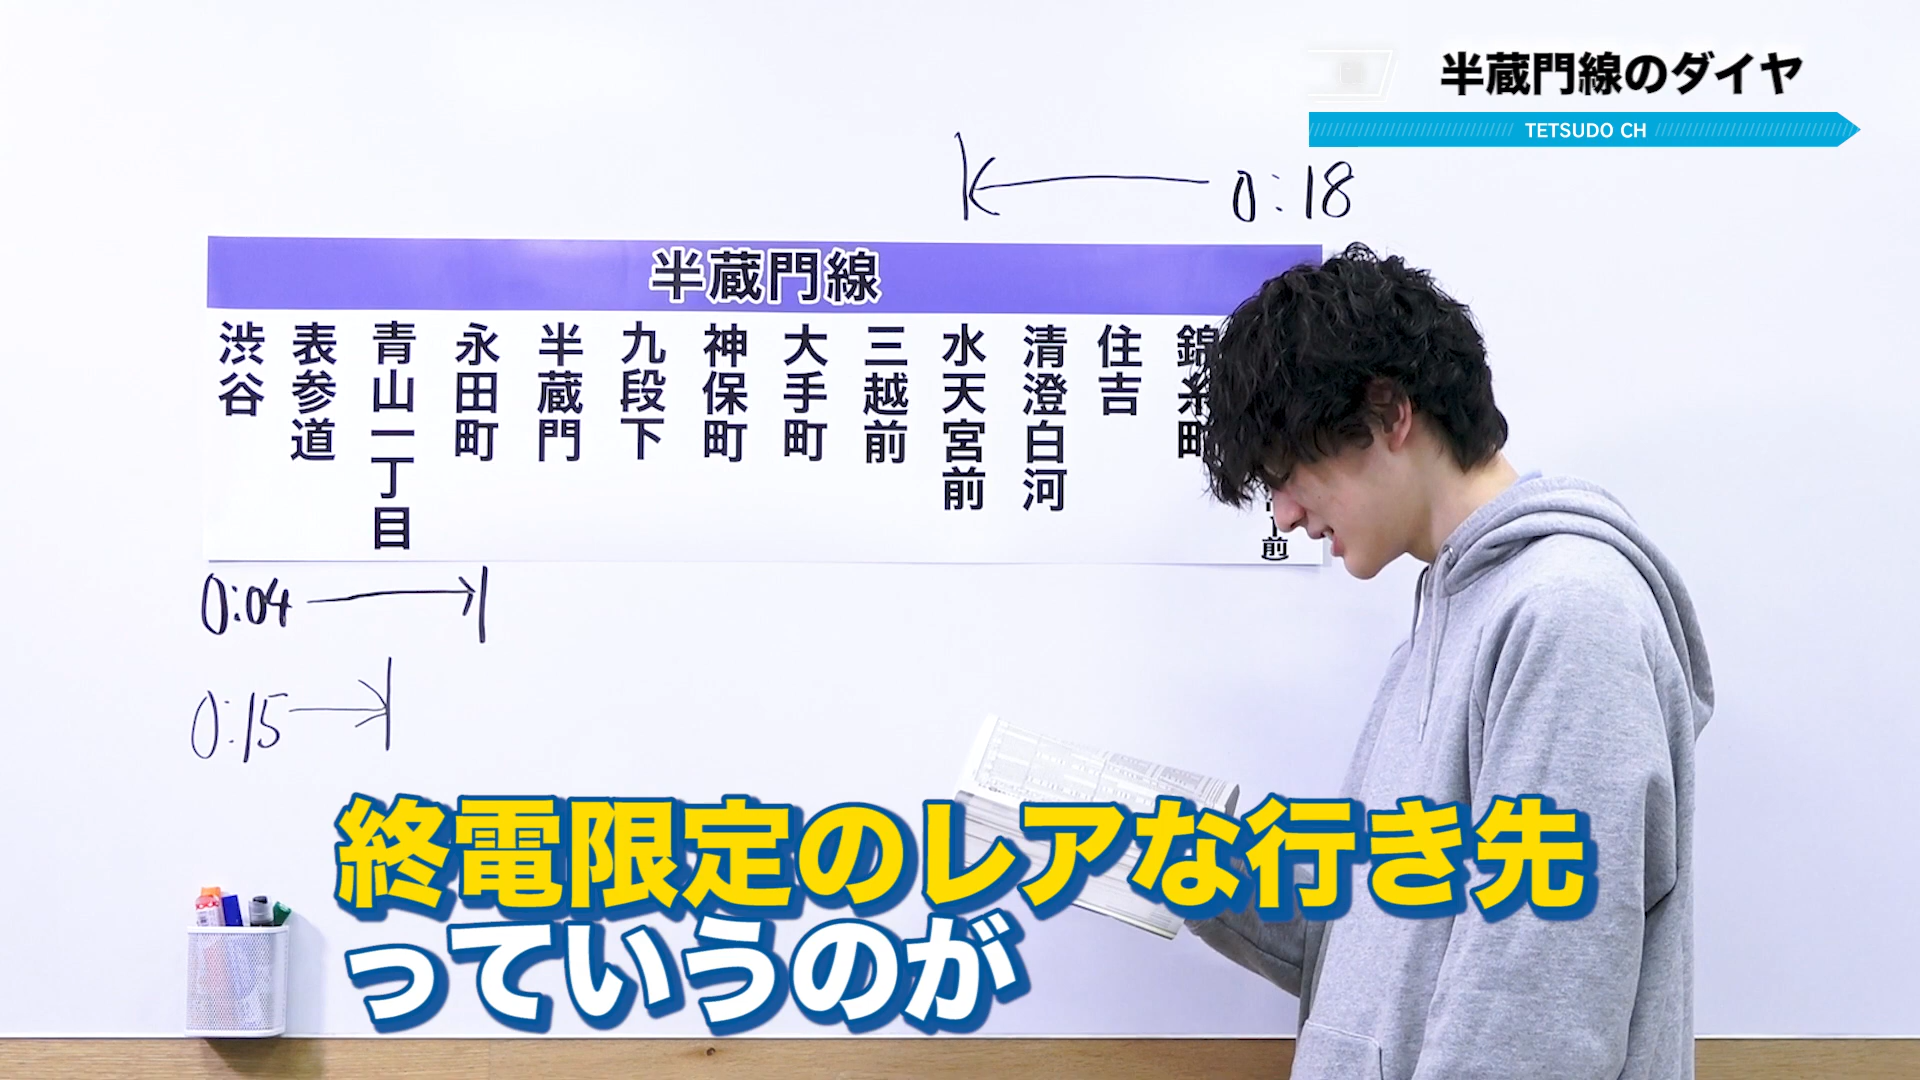 半蔵門線のダイヤ
TETSUDO CH
0:18
半蔵門線
渋谷
表参道
青山一丁目
永田町
半蔵門
九段下
神保町
大手町
三越前
水天宮前
清澄白河
住吉
錦糸町
前
0:04
0:15
終電限定のレアな行き先
っていうのが